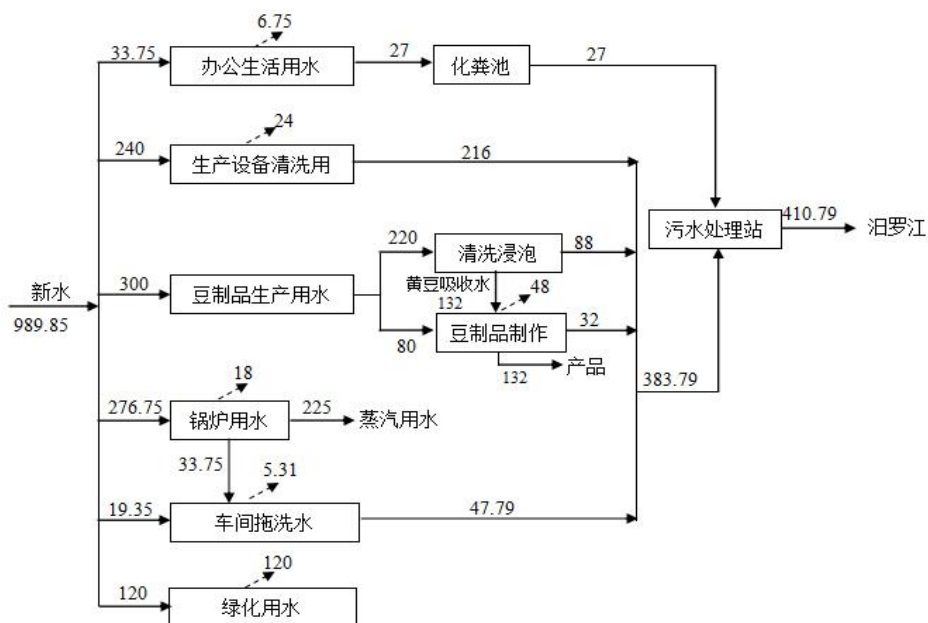 6.75
33.75
办公生活用水
27
化粪池
27
24
240
生产设备清洗用
216
污水处理站
410.79
汨罗江
220
清洗浸泡
88
新水
989.85
300
豆制品生产用水
黄豆吸收水
132
48
80
豆制品制作
32
132
产品
383.79
18
276.75
锅炉用水
225
蒸汽用水
33.75
5.31
19.35
车间拖洗水
47.79
120
120
绿化用水